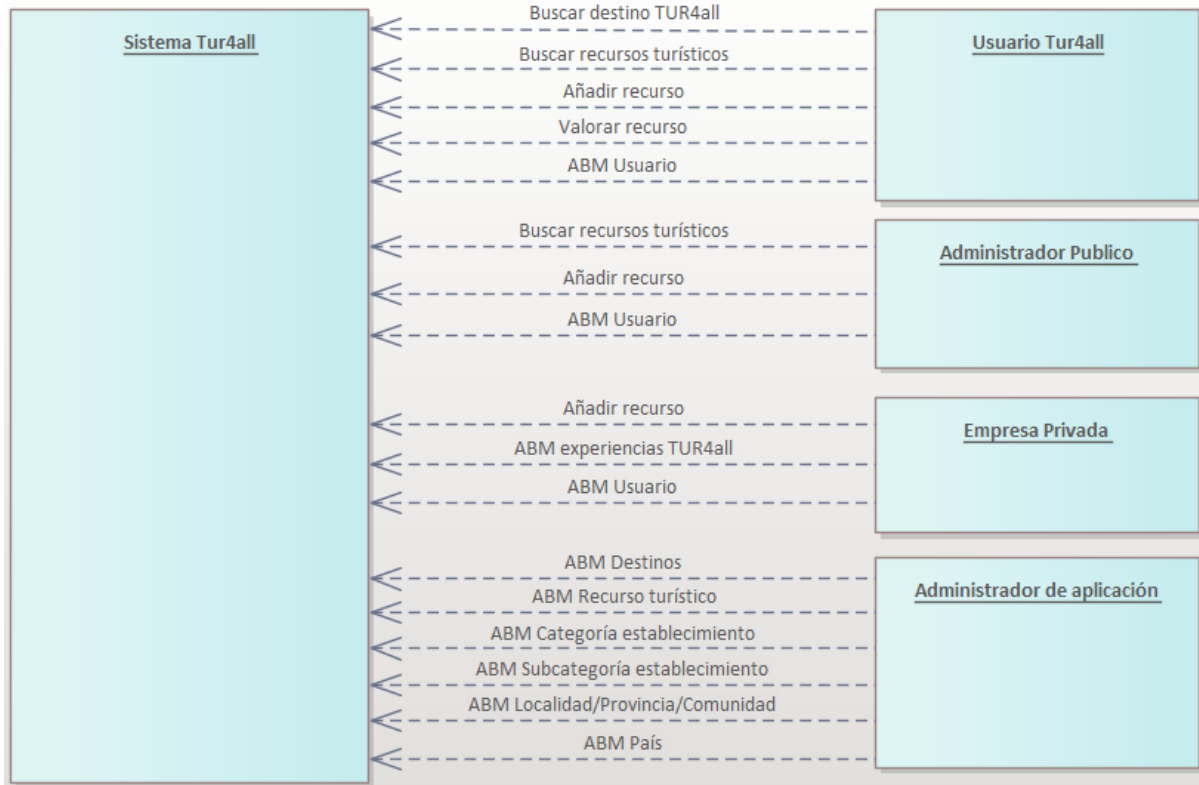 Sistema Tur4all
Buscar destino TUR4all
Buscar recursos turísticos
Añadir recurso
Valorar recurso
ABM Usuario
Usuario Tur4all
Buscar recursos turísticos
Añadir recurso
ABM Usuario
Administrador Publico
Añadir recurso
ABM experiencias TUR4all
ABM Usuario
Empresa Privada
ABM Destinos
ABM Recurso turístico
ABM Categoría establecimiento
ABM Subcategoría establecimiento
ABM Localidad/Provincia/Comunidad
ABM País
Administrador de aplicación